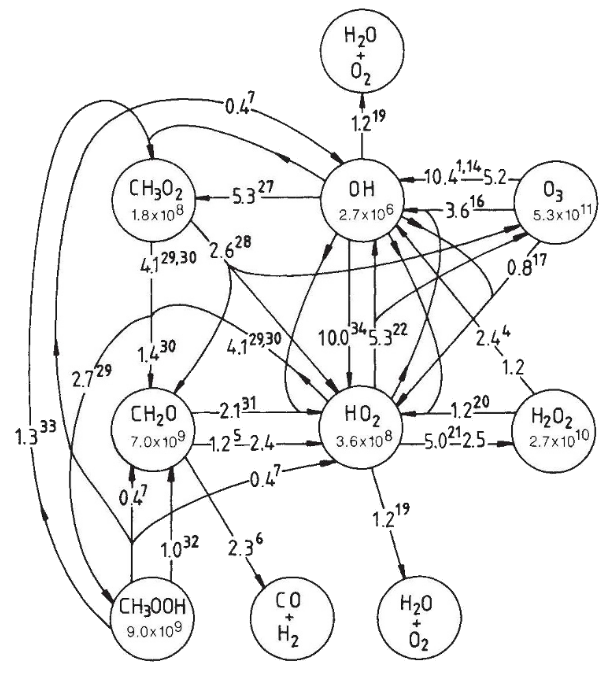 H₂O
+
O₂
0.4⁷
1.2¹⁹
CH₃O₂
1.8x10⁸
5.3²⁷
OH
2.7x10⁶
10.4¹,¹⁴ 5.2
3.6¹⁶
O₃
5.3x10¹¹
4.1²⁹,³⁰
2.6²⁸
0.8¹⁷
1.4³⁰
4.1²⁹,³⁰
10.0³⁴
5.3²²
2.4⁴
1.2
2.7²⁹
1.3³³
CH₂O
7.0x10⁹
2.1³¹
1.2⁵ 2.4
HO₂
3.6x10⁸
1.2²⁰
5.0²¹ 2.5
H₂O₂
2.7x10¹⁰
0.4⁷
0.4⁷
1.0³²
2.3⁶
1.2¹⁹
CH₃OOH
9.0x10⁹
CO
+
H₂
H₂O
+
O₂